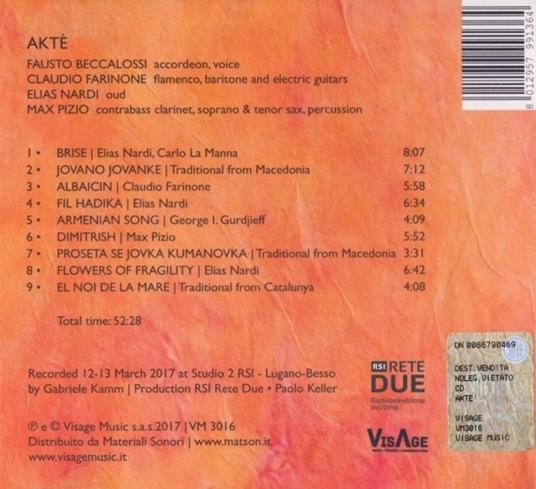 AKTÈ
FAUSTO BECCALOSSI accordeon, voice
CLAUDIO FARINONE flamenco, baritone and electric guitars
ELIAS NARDI oud
MAX PIZIO contrabass clarinet, soprano & tenor sax, percussion
1 • BRISE | Elias Nardi, Carlo La Manna 8:07
2 • JOVANO JOVANKE | Traditional from Macedonia 7:12
3 • ALBAICIN | Claudio Farinone 5:58
4 • FIL HADIKA | Elias Nardi 6:34
5 • ARMENIAN SONG | George I. Gurdjieff 4:09
6 • DIMITRISH | Max Pizio 5:52
7 • PROSETA SE JOVKA KUMANOVKA | Traditional from Macedonia 3:31
8 • FLOWERS OF FRAGILITY | Elias Nardi 6:42
9 • EL NOI DE LA MARE | Traditional from Catalunya 4:08
Total time: 52:28
Recorded 12-13 March 2017 at Studio 2 RSI - Lugano-Besso
by Gabriele Kamm | Production RSI Rete Due • Paolo Keller
℗ e © Visage Music s.a.s.2017 | VM 3016
Distribuito da Materiali Sonori | www.matson.it
www.visagemusic.it
RSI RETE
DUE
Radiotelevisione
svizzera
VISAGE
8 012957 991364
DN 0066790469
DEST.VENDITA
NOLEG.VIETATO
CD
AKTE'
VISAGE
VM3016
VISAGE MUSIC